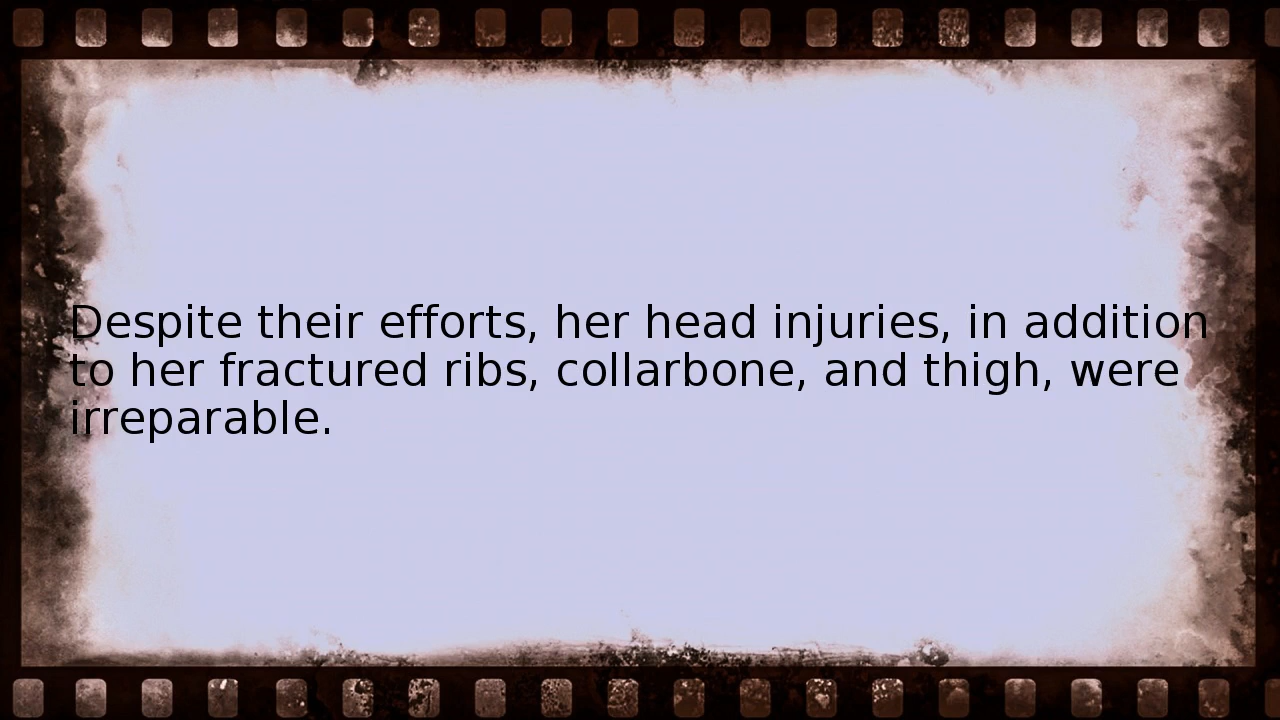 Despite their efforts, her head injuries, in addition
to her fractured ribs, collarbone, and thigh, were
irreparable.